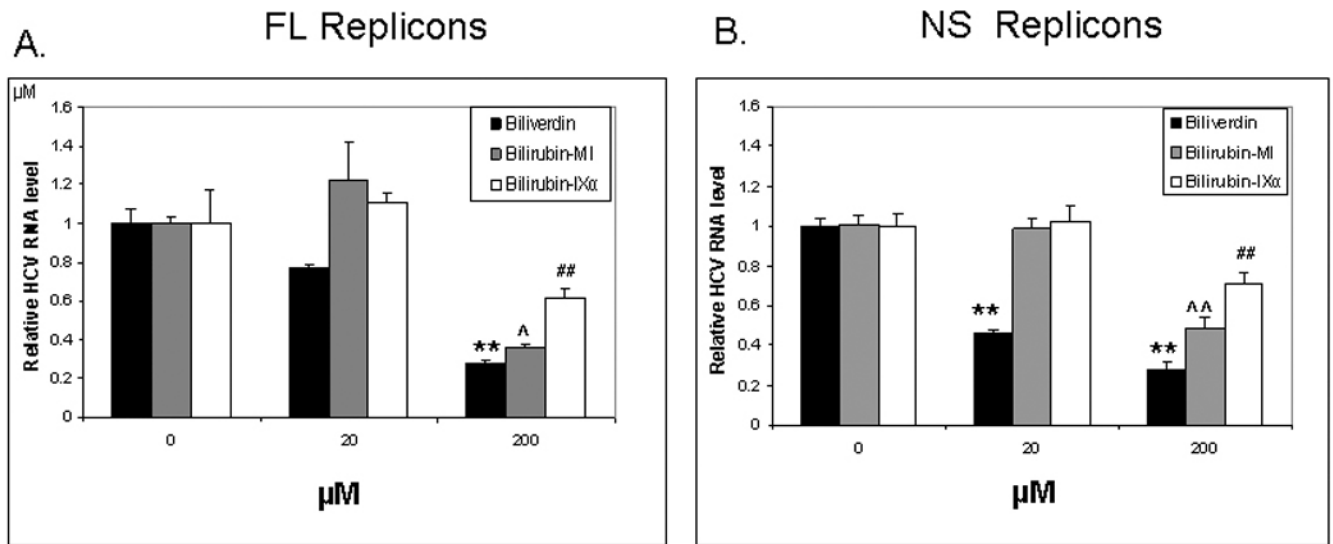 A.
FL Replicons
µM
Relative HCV RNA level
1.6
1.4
1.2
1
0.8
0.6
0.4
0.2
0
Biliverdin
Bilirubin-MI
Bilirubin-IXα
**
^
##
0
20
200
µM
B.
NS Replicons
Relative HCV RNA level
1.6
1.4
1.2
1
0.8
0.6
0.4
0.2
0
Biliverdin
Bilirubin-MI
Bilirubin-IXα
**
**
^^
##
0
20
200
µM